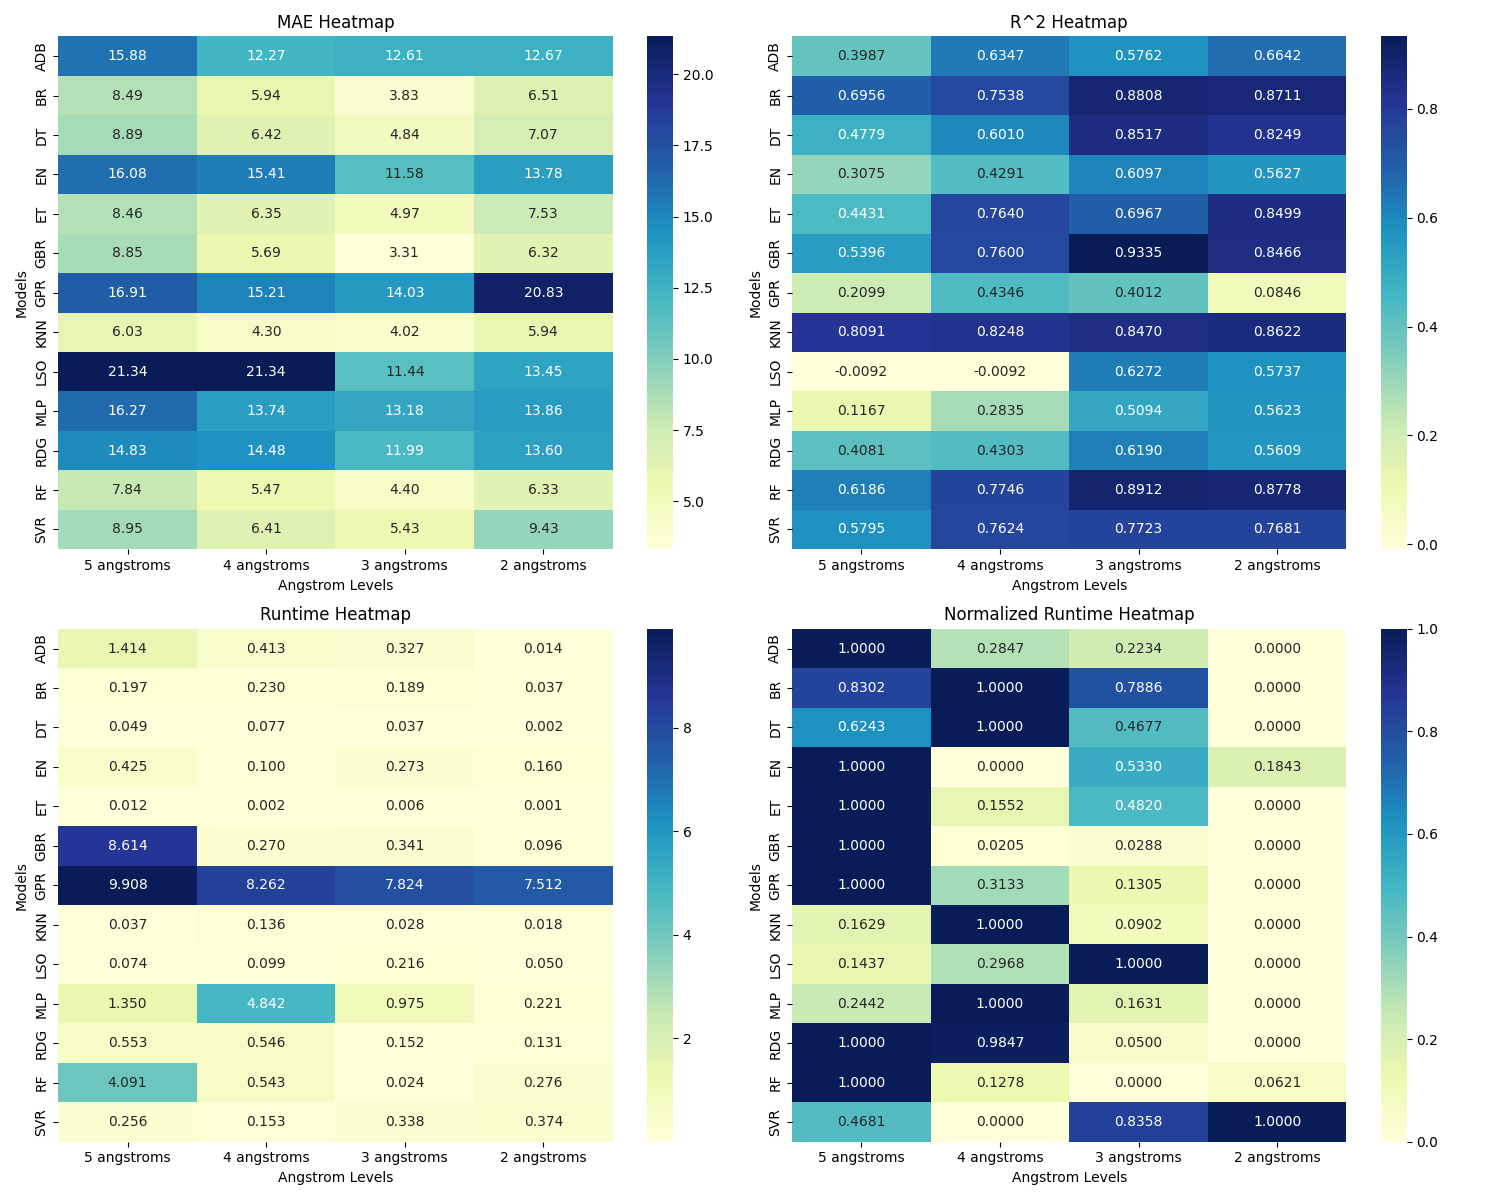 MAE Heatmap
Models
ADB 15.88 12.27 12.61 12.67
BR 8.49 5.94 3.83 6.51
DT 8.89 6.42 4.84 7.07
EN 16.08 15.41 11.58 13.78
ET 8.46 6.35 4.97 7.53
GBR 8.85 5.69 3.31 6.32
GPR 16.91 15.21 14.03 20.83
KNN 6.03 4.30 4.02 5.94
LSO 21.34 21.34 11.44 13.45
MLP 16.27 13.74 13.18 13.86
RDG 14.83 14.48 11.99 13.60
RF 7.84 5.47 4.40 6.33
SVR 8.95 6.41 5.43 9.43
5 angstroms 4 angstroms 3 angstroms 2 angstroms
Angstrom Levels
20.0
17.5
15.0
12.5
10.0
7.5
5.0
R^2 Heatmap
Models
ADB 0.3987 0.6347 0.5762 0.6642
BR 0.6956 0.7538 0.8808 0.8711
DT 0.4779 0.6010 0.8517 0.8249
EN 0.3075 0.4291 0.6097 0.5627
ET 0.4431 0.7640 0.6967 0.8499
GBR 0.5396 0.7600 0.9335 0.8466
GPR 0.2099 0.4346 0.4012 0.0846
KNN 0.8091 0.8248 0.8470 0.8622
LSO -0.0092 -0.0092 0.6272 0.5737
MLP 0.1167 0.2835 0.5094 0.5623
RDG 0.4081 0.4303 0.6190 0.5609
RF 0.6186 0.7746 0.8912 0.8778
SVR 0.5795 0.7624 0.7723 0.7681
5 angstroms 4 angstroms 3 angstroms 2 angstroms
Angstrom Levels
0.8
0.6
0.4
0.2
0.0
Runtime Heatmap
Models
ADB 1.414 0.413 0.327 0.014
BR 0.197 0.230 0.189 0.037
DT 0.049 0.077 0.037 0.002
EN 0.425 0.100 0.273 0.160
ET 0.012 0.002 0.006 0.001
GBR 8.614 0.270 0.341 0.096
GPR 9.908 8.262 7.824 7.512
KNN 0.037 0.136 0.028 0.018
LSO 0.074 0.099 0.216 0.050
MLP 1.350 4.842 0.975 0.221
RDG 0.553 0.546 0.152 0.131
RF 4.091 0.543 0.024 0.276
SVR 0.256 0.153 0.338 0.374
5 angstroms 4 angstroms 3 angstroms 2 angstroms
Angstrom Levels
8
6
4
2
Normalized Runtime Heatmap
Models
ADB 1.0000 0.2847 0.2234 0.0000
BR 0.8302 1.0000 0.7886 0.0000
DT 0.6243 1.0000 0.4677 0.0000
EN 1.0000 0.0000 0.5330 0.1843
ET 1.0000 0.1552 0.4820 0.0000
GBR 1.0000 0.0205 0.0288 0.0000
GPR 1.0000 0.3133 0.1305 0.0000
KNN 0.1629 1.0000 0.0902 0.0000
LSO 0.1437 0.2968 1.0000 0.0000
MLP 0.2442 1.0000 0.1631 0.0000
RDG 1.0000 0.9847 0.0500 0.0000
RF 1.0000 0.1278 0.0000 0.0621
SVR 0.4681 0.0000 0.8358 1.0000
5 angstroms 4 angstroms 3 angstroms 2 angstroms
Angstrom Levels
1.0
0.8
0.6
0.4
0.2
0.0